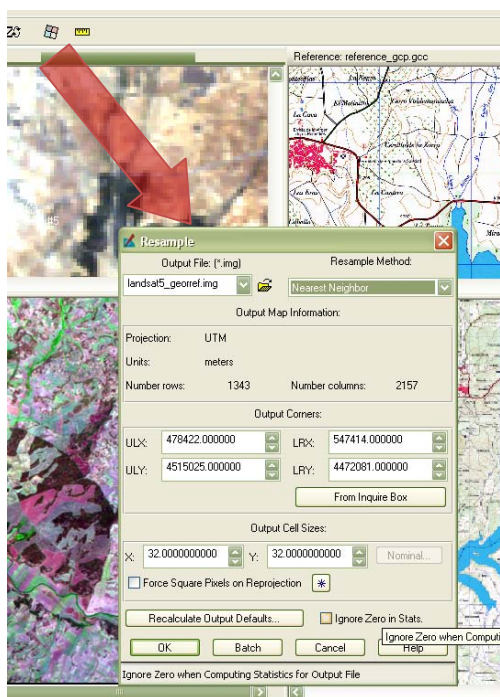 Reference: reference_gcp.gcc
#5
Resample
Output File: (*.img)
Resample Method:
landsat5_georref.img
Nearest Neighbor
Output Map Information:
Projection: UTM
Units: meters
Number rows: 1343 Number columns: 2157
Output Corners:
ULX: 478422.000000 LRX: 547414.000000
ULY: 4515025.000000 LRY: 4472081.000000
From Inquire Box
Output Cell Sizes:
X: 32.0000000000 Y: 32.0000000000 Nominal...
Force Square Pixels on Reprojection
Recalculate Output Defaults... Ignore Zero in Stats.
Ignore Zero when Computi
OK Batch Cancel Help
Ignore Zero when Computing Statistics for Output File